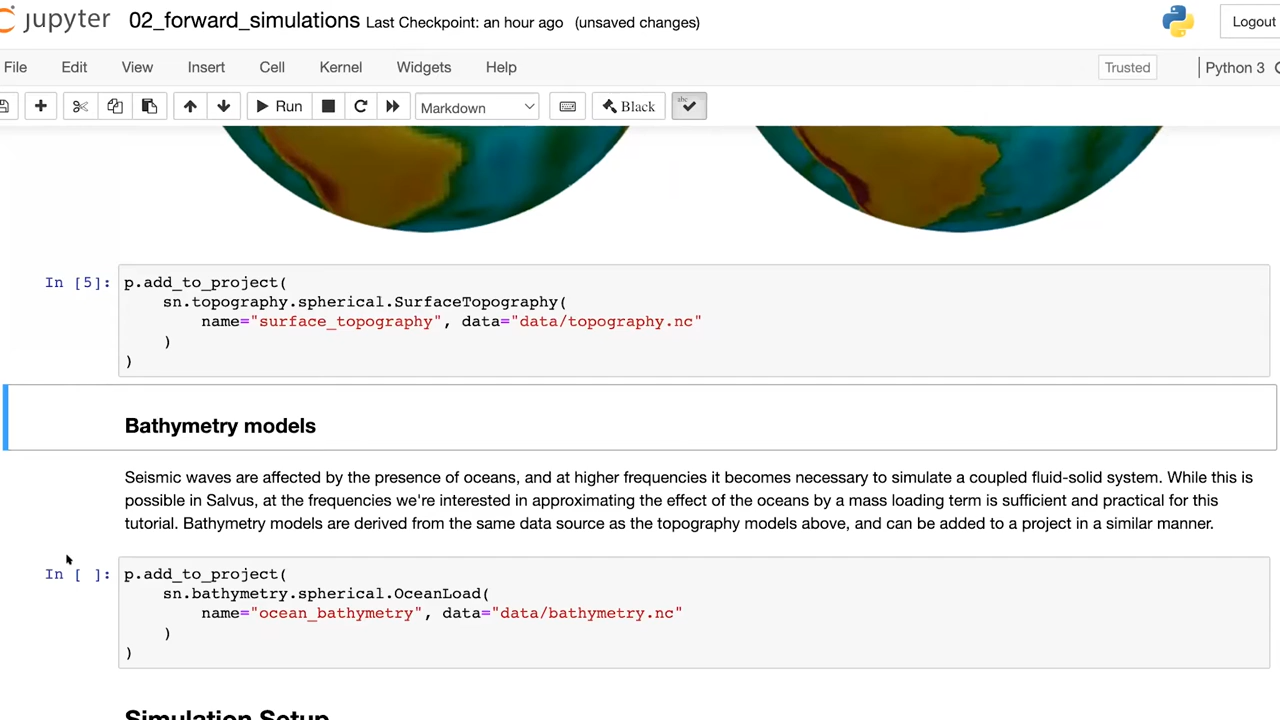 jupyter 02_forward_simulations Last Checkpoint: an hour ago (unsaved changes) Logout
File Edit View Insert Cell Kernel Widgets Help Trusted Python 3
Run Markdown Black abc
In [5]: p.add_to_project(
sn.topography.spherical.SurfaceTopography(
name="surface_topography", data="data/topography.nc"
)
)
Bathymetry models
Seismic waves are affected by the presence of oceans, and at higher frequencies it becomes necessary to simulate a coupled fluid-solid system. While this is
possible in Salvus, at the frequencies we're interested in approximating the effect of the oceans by a mass loading term is sufficient and practical for this
tutorial. Bathymetry models are derived from the same data source as the topography models above, and can be added to a project in a similar manner.
In [ ]: p.add_to_project(
sn.bathymetry.spherical.OceanLoad(
name="ocean_bathymetry", data="data/bathymetry.nc"
)
)
Simulation Setup